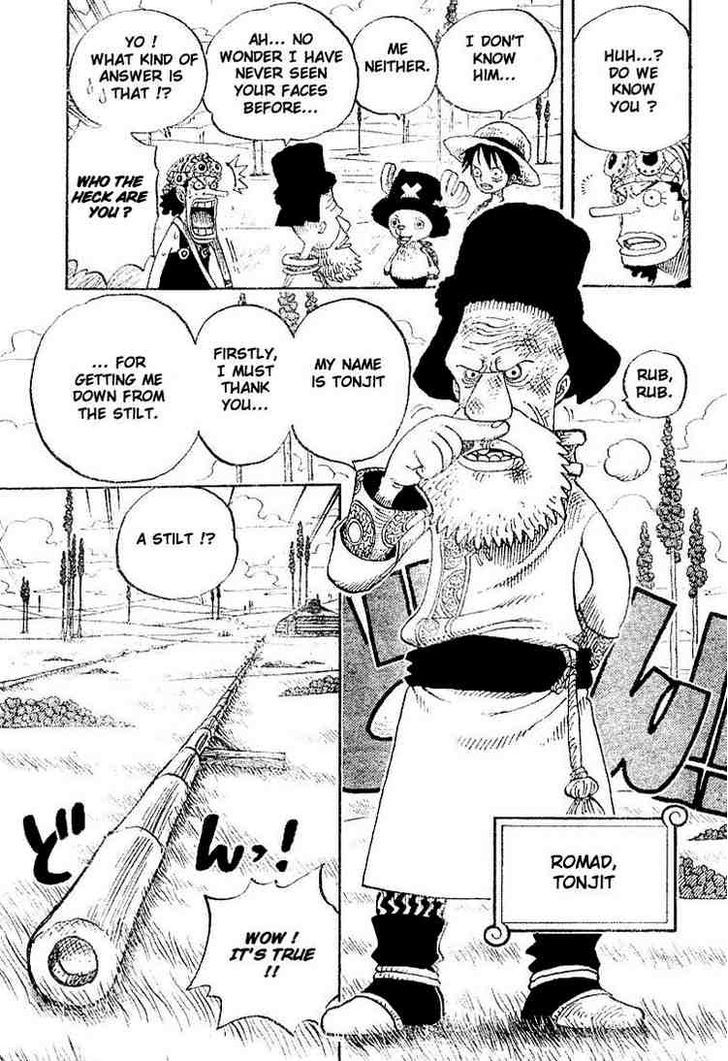 HUH...?
DO WE
KNOW
YOU ?
I DON'T
KNOW
HIM...
ME
NEITHER.
AH... NO
WONDER I HAVE
NEVER SEEN
YOUR FACES
BEFORE...
YO !
WHAT KIND OF
ANSWER IS
THAT !?
WHO THE
HECK ARE
YOU ?
RUB,
RUB.
MY NAME
IS TONJIT
FIRSTLY,
I MUST
THANK
YOU...
... FOR
GETTING ME
DOWN FROM
THE STILT.
ROMAD,
TONJIT
A STILT !?
どんっ!
WOW !
IT'S TRUE
!!